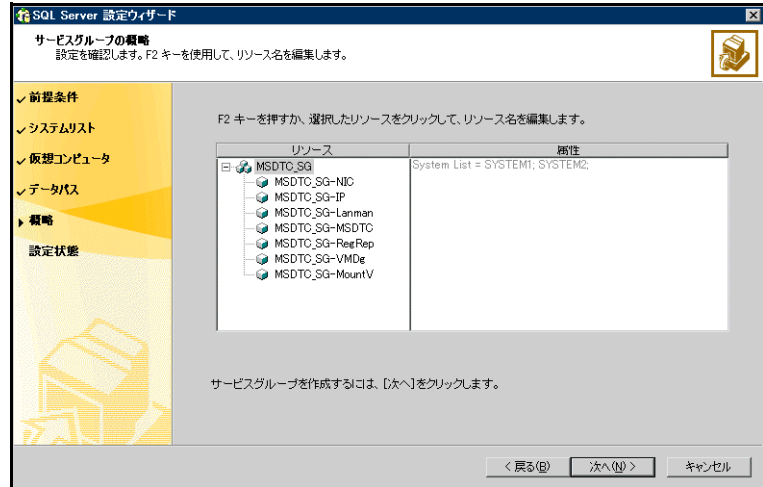 SQL Server 設定ウィザード
サービスグループの概略
設定を確認します。F2 キーを使用して、リソース名を編集します。
前提条件
システムリスト
仮想コンピュータ
データパス
概略
設定状態
F2 キーを押すか、選択したリソースをクリックして、リソース名を編集します。
リソース 属性
MSDTC_SG System List = SYSTEM1; SYSTEM2;
MSDTC_SG-NIC
MSDTC_SG-IP
MSDTC_SG-Lanman
MSDTC_SG-MSDTC
MSDTC_SG-RegRep
MSDTC_SG-VMDg
MSDTC_SG-MountV
サービスグループを作成するには、[次へ]をクリックします。
< 戻る(B) 次へ(N) > キャンセル